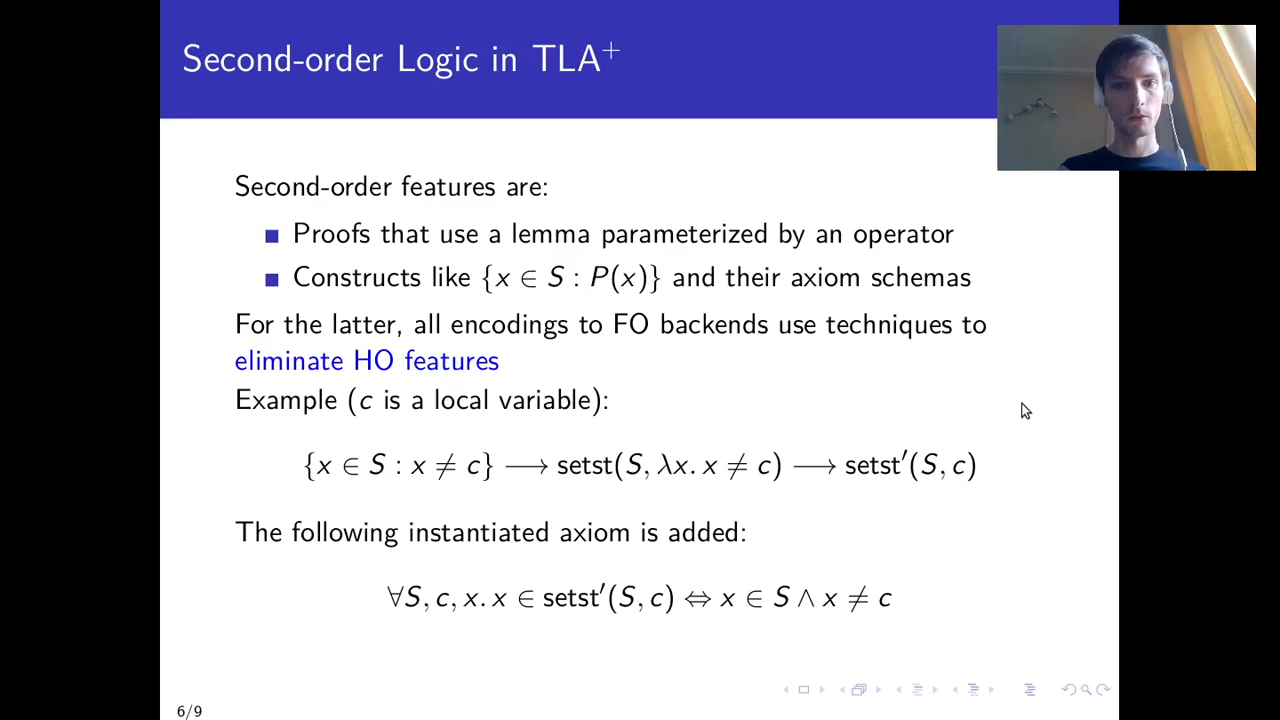 Second-order Logic in TLA⁺
Second-order features are:
Proofs that use a lemma parameterized by an operator
Constructs like {x ∈ S : P(x)} and their axiom schemas
For the latter, all encodings to FO backends use techniques to
eliminate HO features
Example (c is a local variable):
{x ∈ S : x ≠ c} ⟶ setst(S, λx. x ≠ c) ⟶ setst′(S, c)
The following instantiated axiom is added:
∀S, c, x. x ∈ setst′(S, c) ⇔ x ∈ S ∧ x ≠ c
6/9